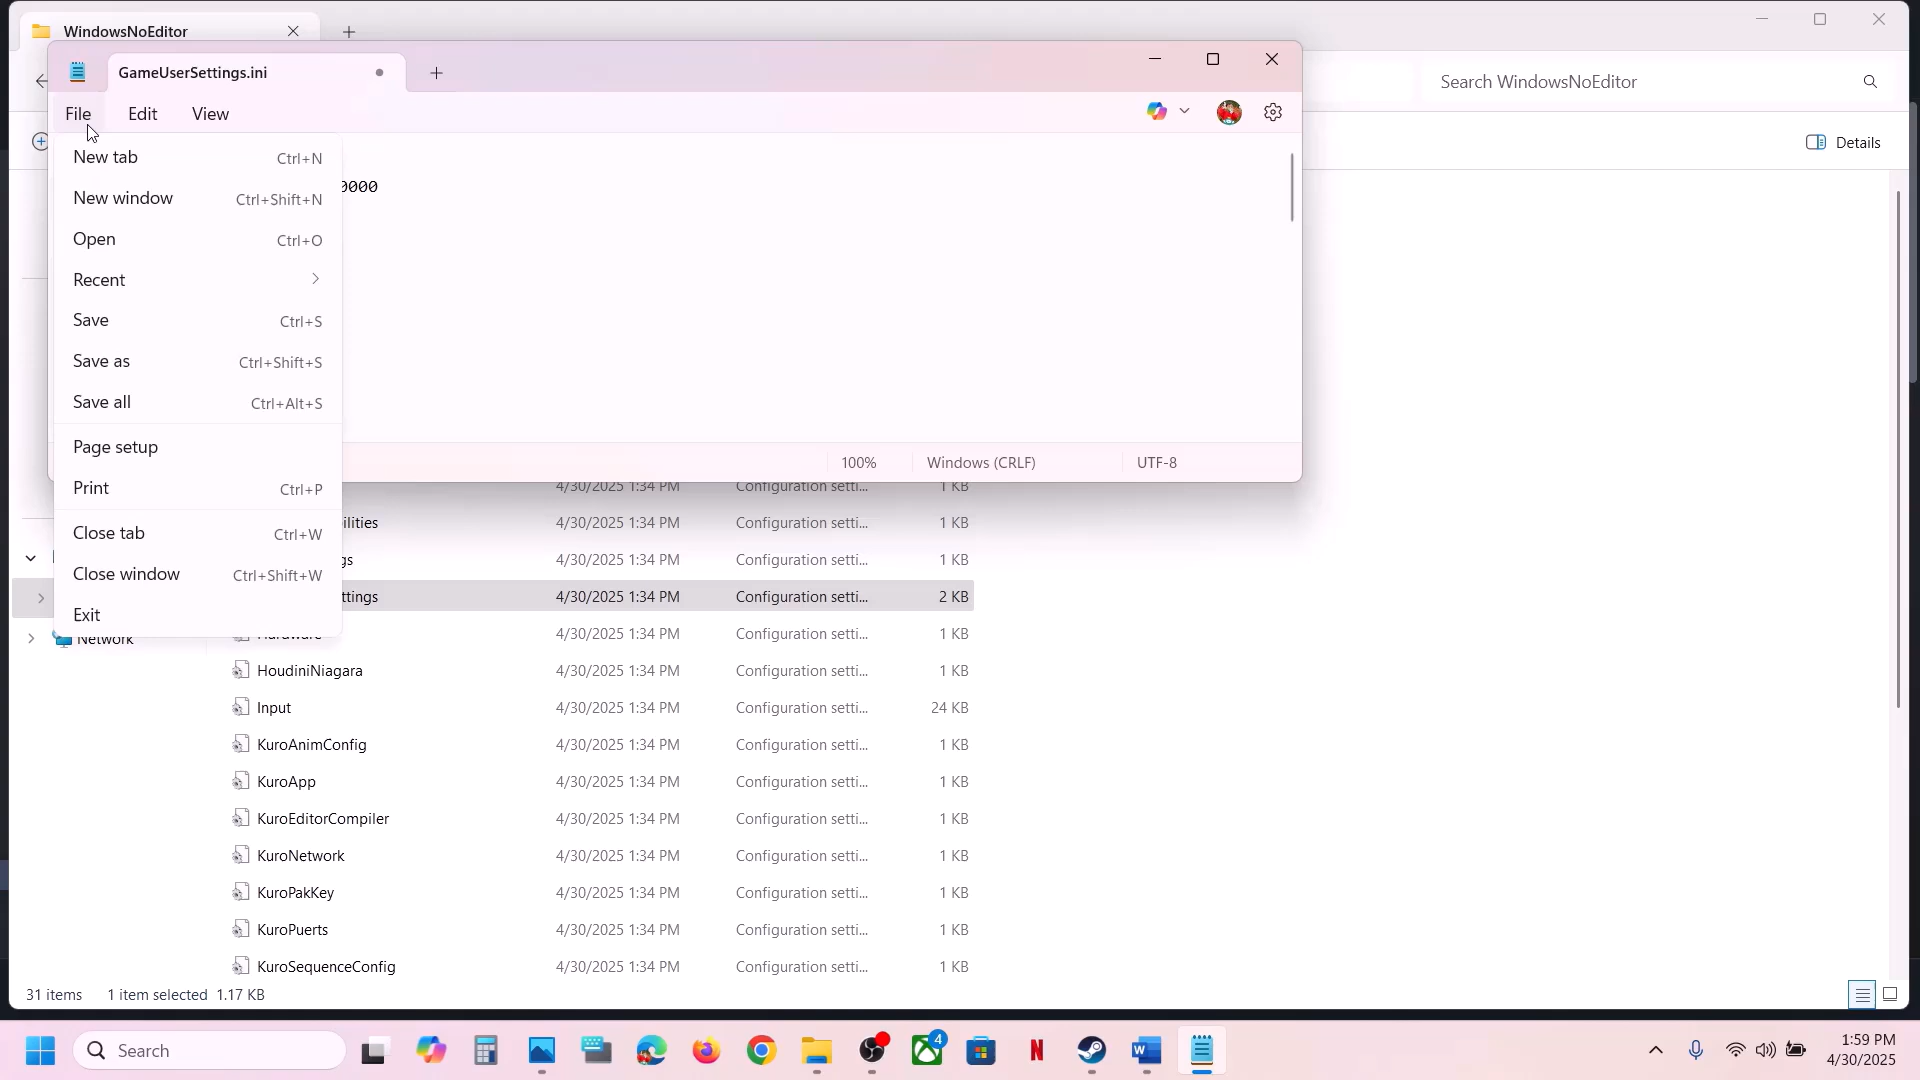 WindowsNoEditor
Search WindowsNoEditor
GameUserSettings.ini
File
Edit
View
Details
New tab Ctrl+N
0000
New window Ctrl+Shift+N
Open Ctrl+O
Recent
Save Ctrl+S
Save as Ctrl+Shift+S
Save all Ctrl+Alt+S
Page setup
Print Ctrl+P
Close tab Ctrl+W
Close window Ctrl+Shift+W
Exit
100%
Windows (CRLF)
UTF-8
4/30/2025 1:34 PM Configuration setti... 1 KB
ilities 4/30/2025 1:34 PM Configuration setti... 1 KB
gs 4/30/2025 1:34 PM Configuration setti... 1 KB
ttings 4/30/2025 1:34 PM Configuration setti... 2 KB
Network
Hardware 4/30/2025 1:34 PM Configuration setti... 1 KB
HoudiniNiagara 4/30/2025 1:34 PM Configuration setti... 1 KB
Input 4/30/2025 1:34 PM Configuration setti... 24 KB
KuroAnimConfig 4/30/2025 1:34 PM Configuration setti... 1 KB
KuroApp 4/30/2025 1:34 PM Configuration setti... 1 KB
KuroEditorCompiler 4/30/2025 1:34 PM Configuration setti... 1 KB
KuroNetwork 4/30/2025 1:34 PM Configuration setti... 1 KB
KuroPakKey 4/30/2025 1:34 PM Configuration setti... 1 KB
KuroPuerts 4/30/2025 1:34 PM Configuration setti... 1 KB
KuroSequenceConfig 4/30/2025 1:34 PM Configuration setti... 1 KB
31 items 1 item selected 1.17 KB
Search
4
1:59 PM
4/30/2025